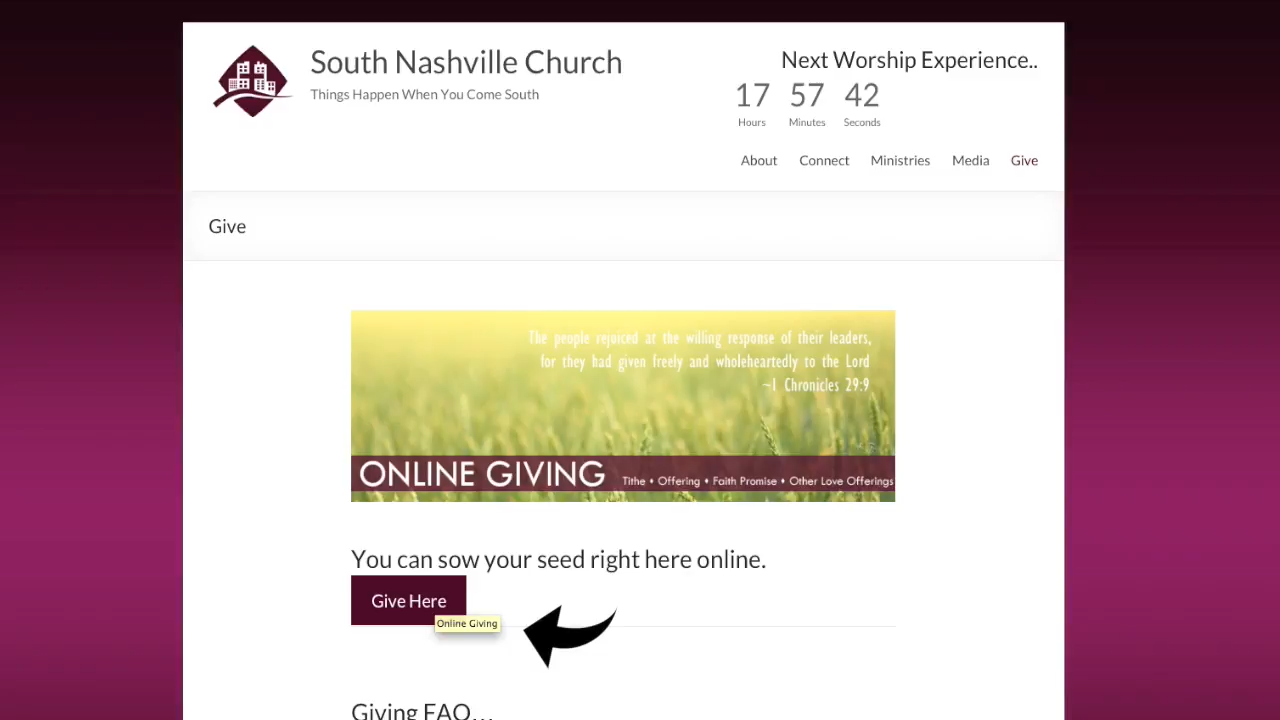 South Nashville Church
Things Happen When You Come South
Next Worship Experience..
17 57 42
Hours Minutes Seconds
About Connect Ministries Media Give
Give
The people rejoiced at the willing response of their leaders,
for they had given freely and wholeheartedly to the Lord
~1 Chronicles 29:9
ONLINE GIVING Tithe • Offering • Faith Promise • Other Love Offerings
You can sow your seed right here online.
Give Here
Online Giving
Giving FAQ...